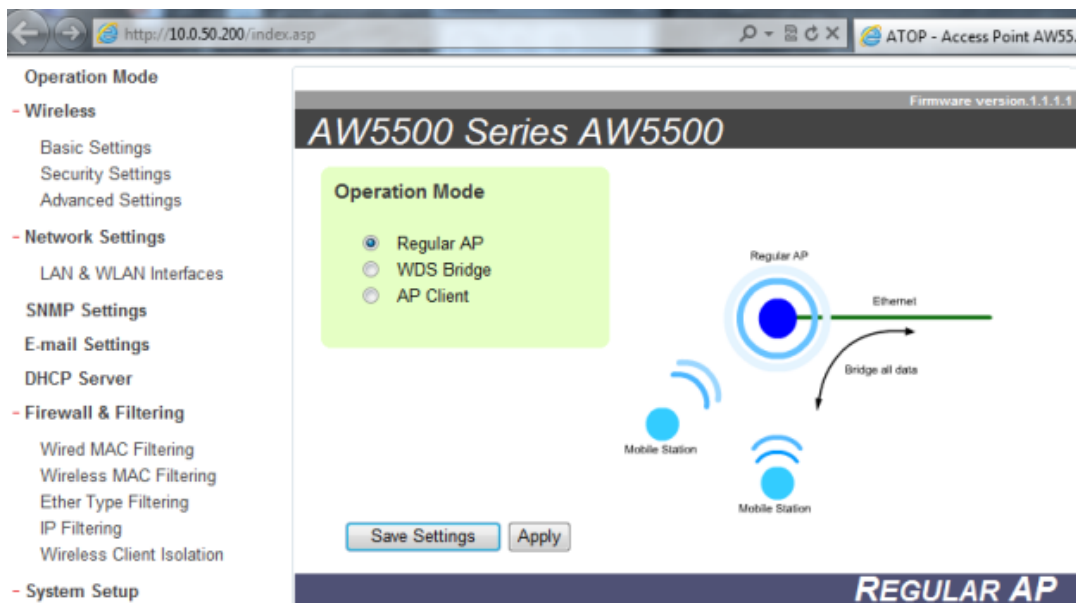 http://10.0.50.200/index.asp
ATOP - Access Point AW55
Operation Mode
- Wireless
Basic Settings
Security Settings
Advanced Settings
- Network Settings
LAN & WLAN Interfaces
SNMP Settings
E-mail Settings
DHCP Server
- Firewall & Filtering
Wired MAC Filtering
Wireless MAC Filtering
Ether Type Filtering
IP Filtering
Wireless Client Isolation
- System Setup
Firmware version.1.1.1.1
AW5500 Series AW5500
Operation Mode
Regular AP
WDS Bridge
AP Client
Regular AP
Ethernet
Bridge all data
Mobile Station
Mobile Station
Save Settings
Apply
REGULAR AP